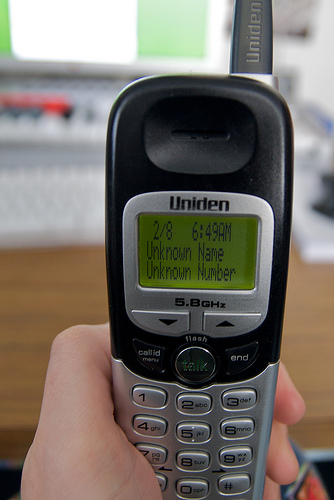 Uniden
Uniden
2/8 6:49AM
Unknown Name
Unknown Number
5.8GHz
flash
callid menu talk end
1 2abc 3def
4ghi 5jkl 6mno
7 8tuv 9
0 #